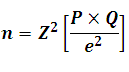 n = Z² [ P × Q / e² ]